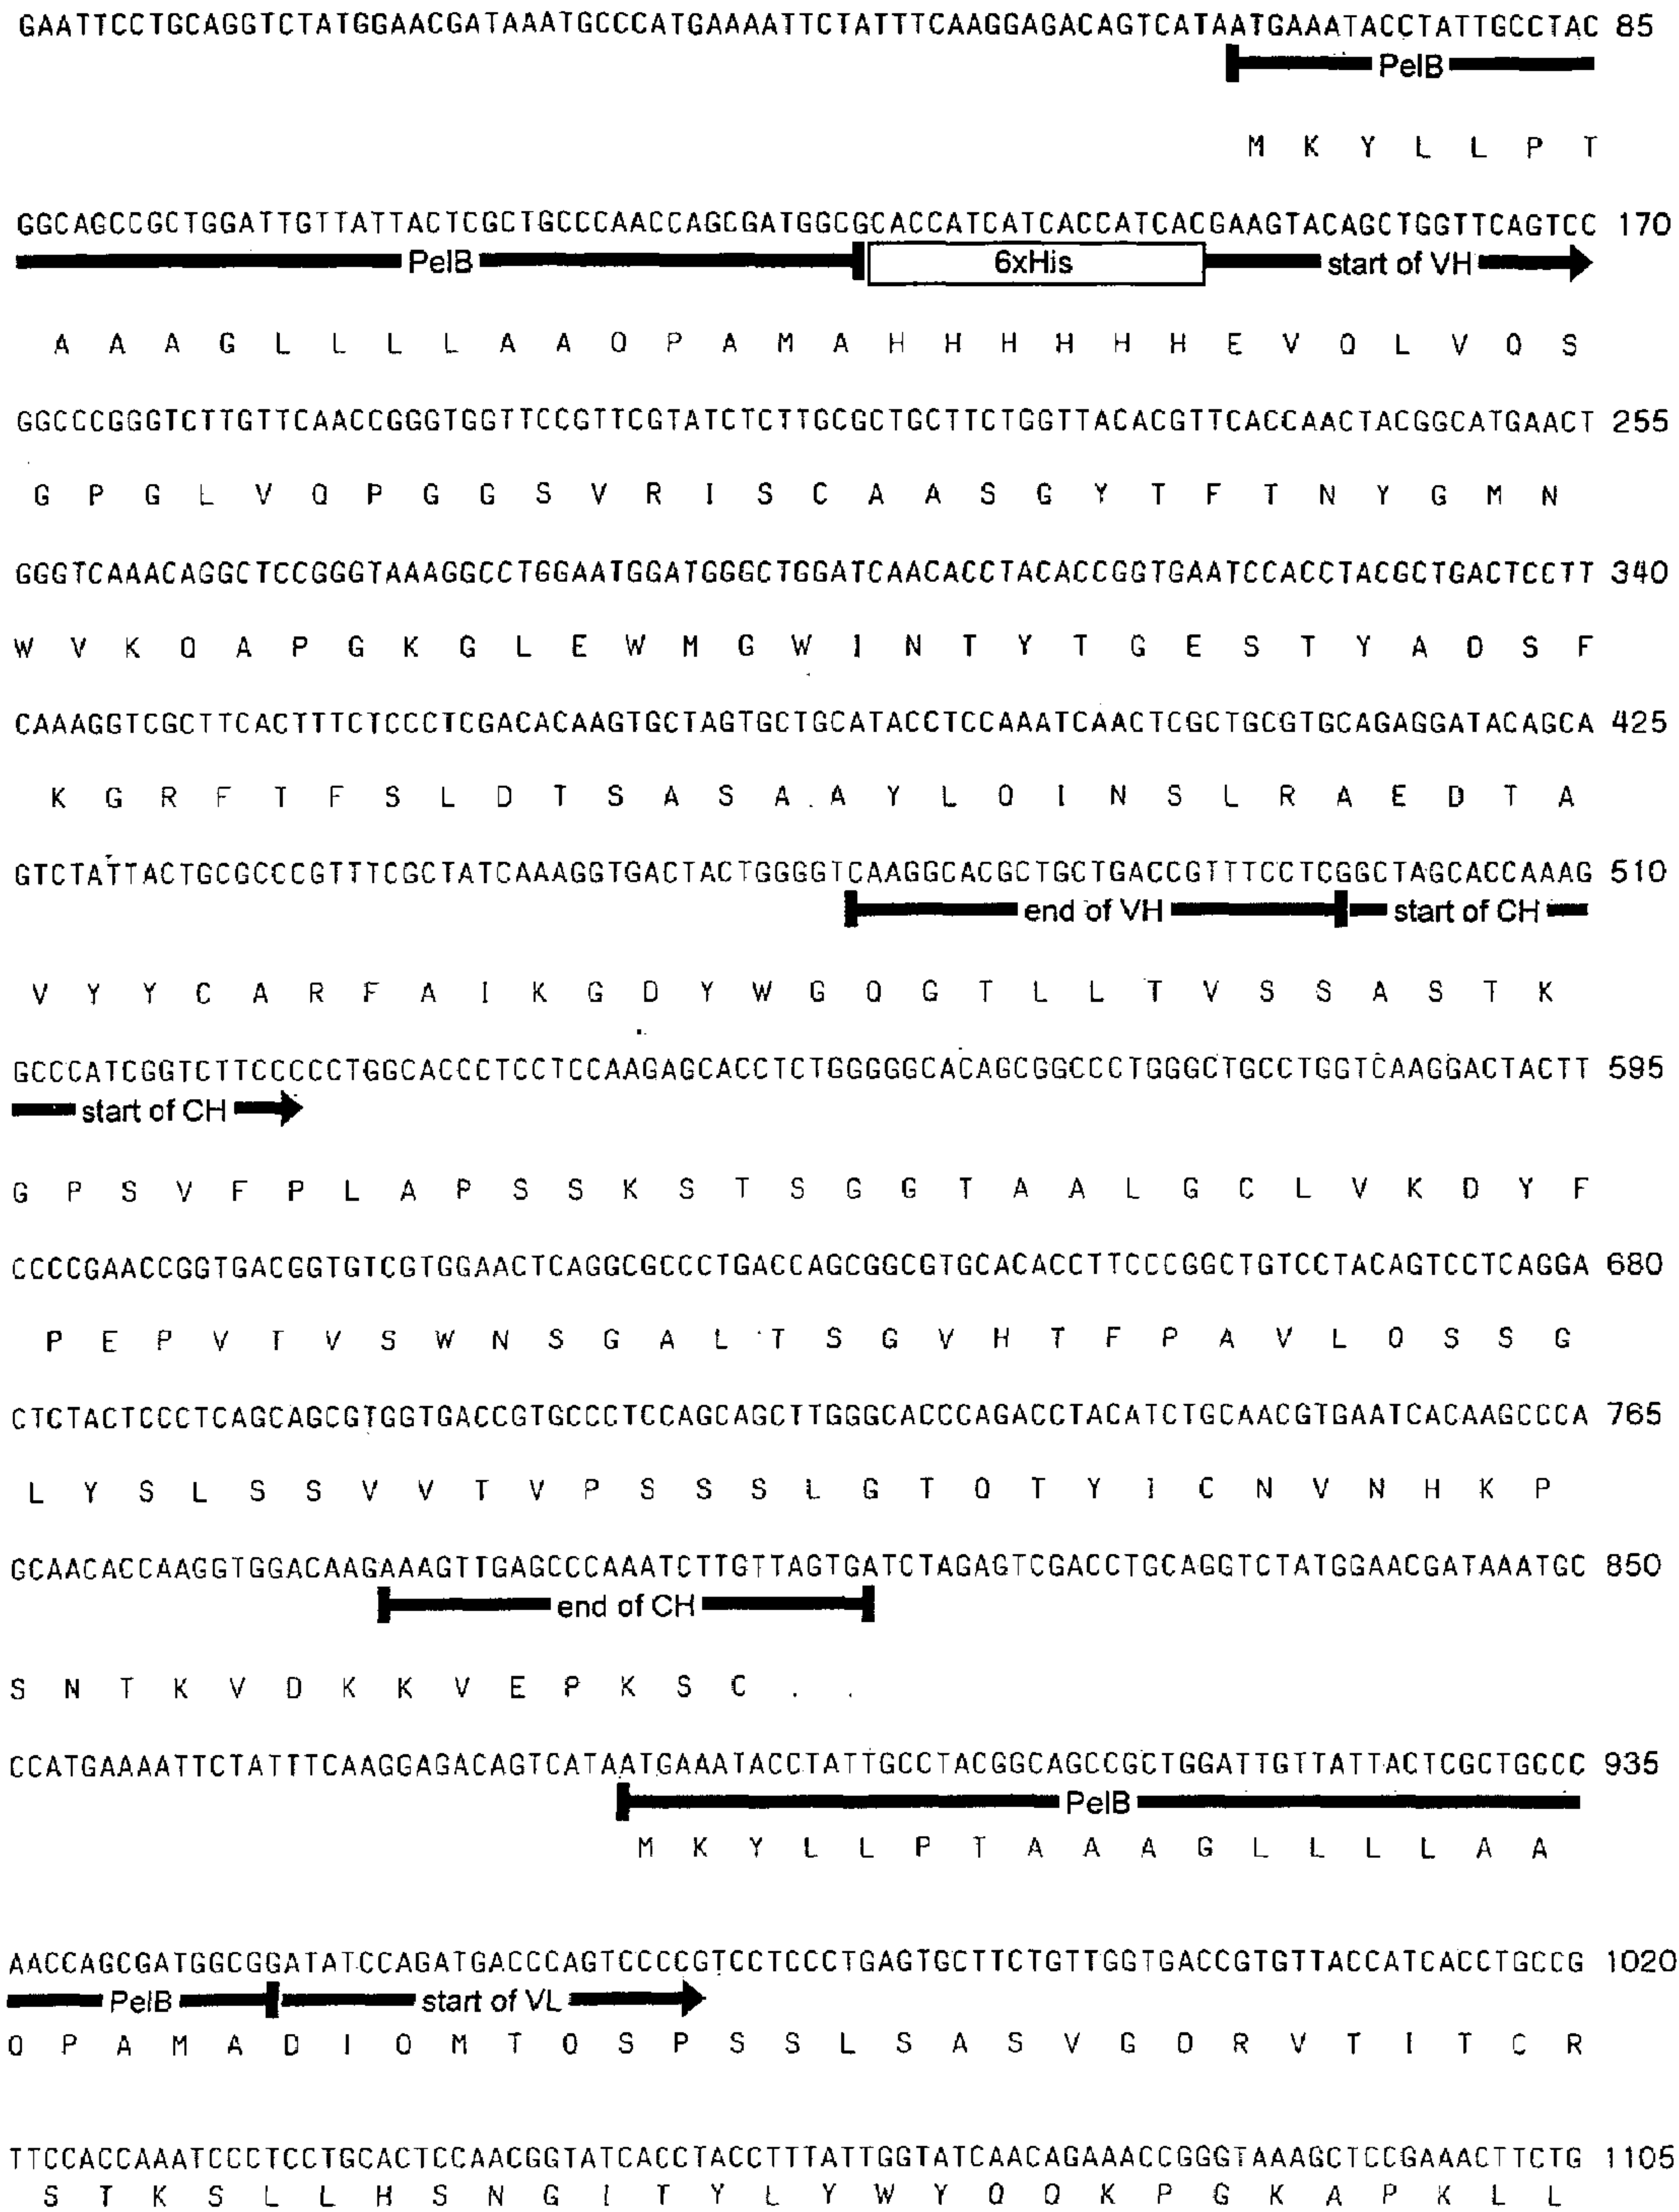 GAATTCCTGCAGGTCTATGGAACGATAAATGCCCATGAAAATTCTATTTCAAGGAGACAGTCATAATGAAATACCTATTGCCTAC 85
PelB
M K Y L L P T
GGCAGCCGCTGGATTGTTATTACTCGCTGCCCAACCAGCGATGGCGCACCATCATCACCATCACGAAGTACAGCTGGTTCAGTCC 170
PelB 6xHis start of VH
A A A G L L L L A A Q P A M A H H H H H H E V Q L V Q S
GGCCCGGGTCTTGTTCAACCGGGTGGTTCCGTTCGTATCTCTTGCGCTGCTTCTGGTTACACGTTCACCAACTACGGCATGAACT 255
G P G L V Q P G G S V R I S C A A S G Y T F T N Y G M N
GGGTCAAACAGGCTCCGGGTAAAGGCCTGGAATGGATGGGCTGGATCAACACCTACACCGGTGAATCCACCTACGCTGACTCCTT 340
W V K Q A P G K G L E W M G W I N T Y T G E S T Y A D S F
CAAAGGTCGCTTCACTTTCTCCCTCGACACAAGTGCTAGTGCTGCATACCTCCAAATCAACTCGCTGCGTGCAGAGGATACAGCA 425
K G R F T F S L D T S A S A A Y L Q I N S L R A E D T A
GTCTATTACTGCGCCCGTTTCGCTATCAAAGGTGACTACTGGGGTCAAGGCACGCTGCTGACCGTTTCCTCGGCTAGCACCAAAG 510
end of VH start of CH
V Y Y C A R F A I K G D Y W G Q G T L L T V S S A S T K
GCCCATCGGTCTTCCCCCTGGCACCCTCCTCCAAGAGCACCTCTGGGGGCACAGCGGCCCTGGGCTGCCTGGTCAAGGACTACTT 595
start of CH
G P S V F P L A P S S K S T S G G T A A L G C L V K D Y F
CCCCGAACCGGTGACGGTGTCGTGGAACTCAGGCGCCCTGACCAGCGGCGTGCACACCTTCCCGGCTGTCCTACAGTCCTCAGGA 680
P E P V T V S W N S G A L T S G V H T F P A V L Q S S G
CTCTACTCCCTCAGCAGCGTGGTGACCGTGCCCTCCAGCAGCTTGGGCACCCAGACCTACATCTGCAACGTGAATCACAAGCCCA 765
L Y S L S S V V T V P S S S L G T Q T Y I C N V N H K P
GCAACACCAAGGTGGACAAGAAAGTTGAGCCCAAATCTTGTTAGTGATCTAGAGTCGACCTGCAGGTCTATGGAACGATAAATGC 850
end of CH
S N T K V D K K V E P K S C . .
CCATGAAAATTCTATTTCAAGGAGACAGTCATAATGAAATACCTATTGCCTACGGCAGCCGCTGGATTGTTATTACTCGCTGCCC 935
PelB
M K Y L L P T A A A G L L L L A A
AACCAGCGATGGCGGATATCCAGATGACCCAGTCCCCGTCCTCCCTGAGTGCTTCTGTTGGTGACCGTGTTACCATCACCTGCCG 1020
PelB start of VL
Q P A M A D I Q M T Q S P S S L S A S V G D R V T I T C R
TTCCACCAAATCCCTCCTGCACTCCAACGGTATCACCTACCTTTATTGGTATCAACAGAAACCGGGTAAAGCTCCGAAACTTCTG 1105
S T K S L L H S N G I T Y L Y W Y Q Q K P G K A P K L L